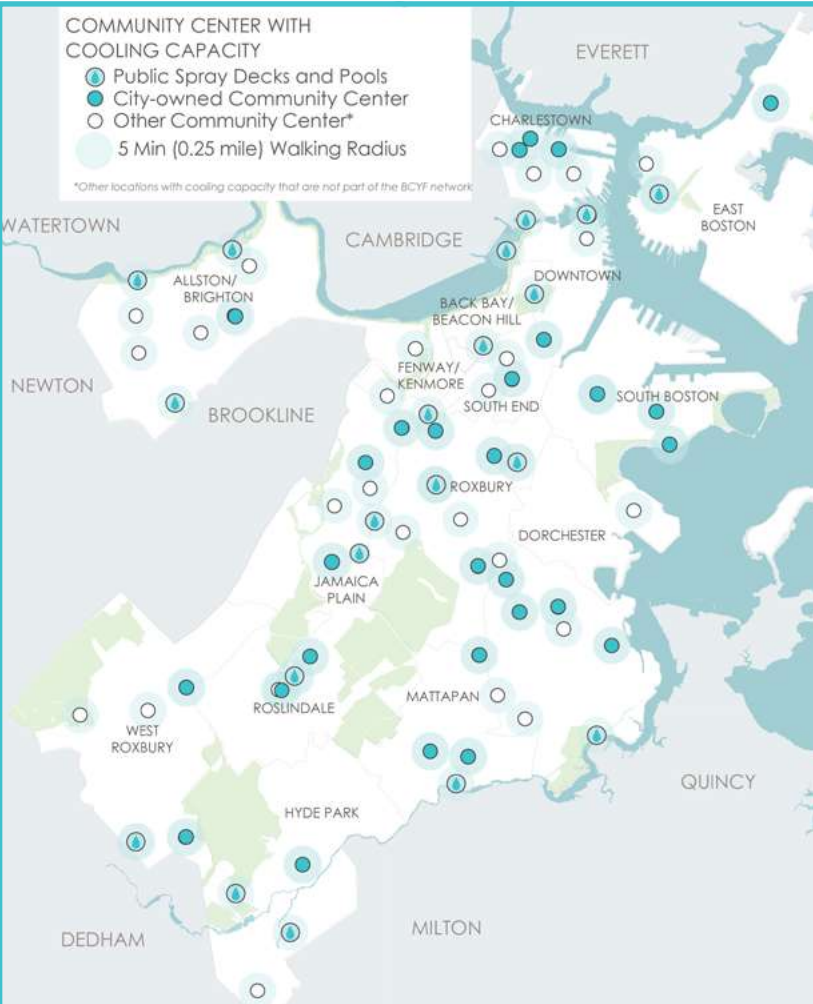 COMMUNITY CENTER WITH
COOLING CAPACITY
Public Spray Decks and Pools
City-owned Community Center
Other Community Center*
5 Min (0.25 mile) Walking Radius
*Other locations with cooling capacity that are not part of the BCYF network
EVERETT
CHARLESTOWN
EAST
BOSTON
WATERTOWN
CAMBRIDGE
ALLSTON/
BRIGHTON
DOWNTOWN
BACK BAY/
BEACON HILL
FENWAY/
KENMORE
NEWTON
SOUTH END
SOUTH BOSTON
BROOKLINE
ROXBURY
DORCHESTER
JAMAICA
PLAIN
MATTAPAN
ROSLINDALE
WEST
ROXBURY
QUINCY
HYDE PARK
DEDHAM
MILTON